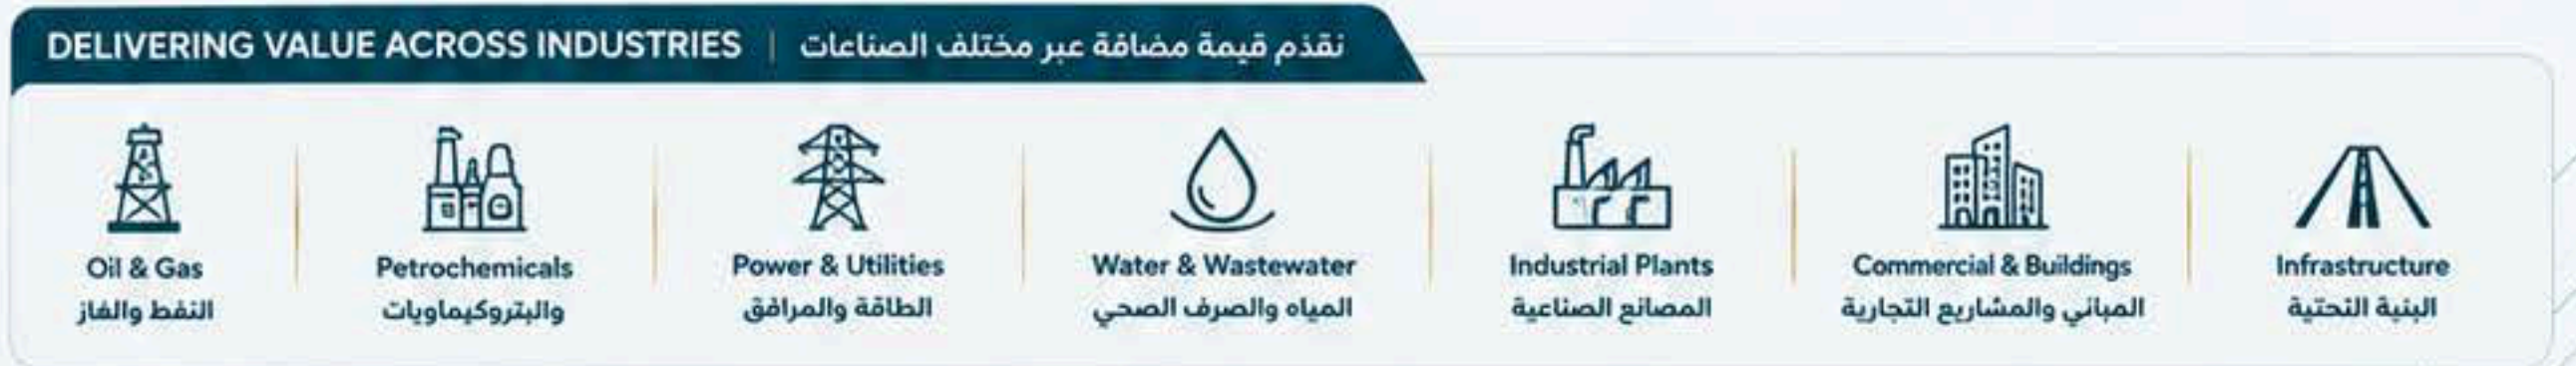 DELIVERING VALUE ACROSS INDUSTRIES | نقدم قيمة مضافة عبر مختلف الصناعات
Oil & Gas
النفط والغاز
Petrochemicals
والبتروكيماويات
Power & Utilities
الطاقة والمرافق
Water & Wastewater
المياه والصرف الصحي
Industrial Plants
المصانع الصناعية
Commercial & Buildings
المباني والمشاريع التجارية
Infrastructure
البنية التحتية